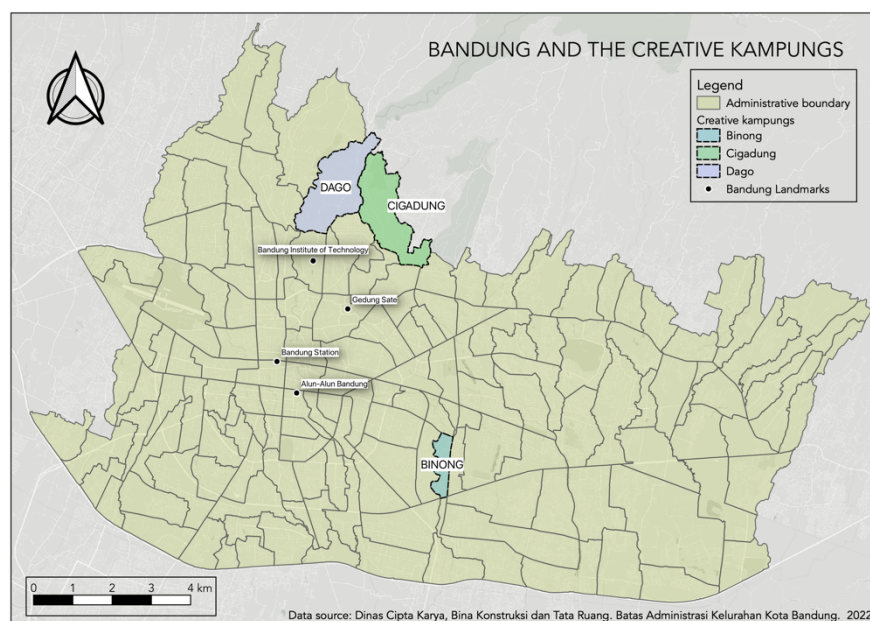 BANDUNG AND THE CREATIVE KAMPUNGS
Legend
Administrative boundary
Creative kampungs
Binong
Cigadung
Dago
Bandung Landmarks
DAGO
CIGADUNG
Bandung Institute of Technology
Gedung Sate
Bandung Station
Alun-Alun Bandung
BINONG
0 1 2 3 4 km
Data source: Dinas Cipta Karya, Bina Konstruksi dan Tata Ruang. Batas Administrasi Kelurahan Kota Bandung. 2022